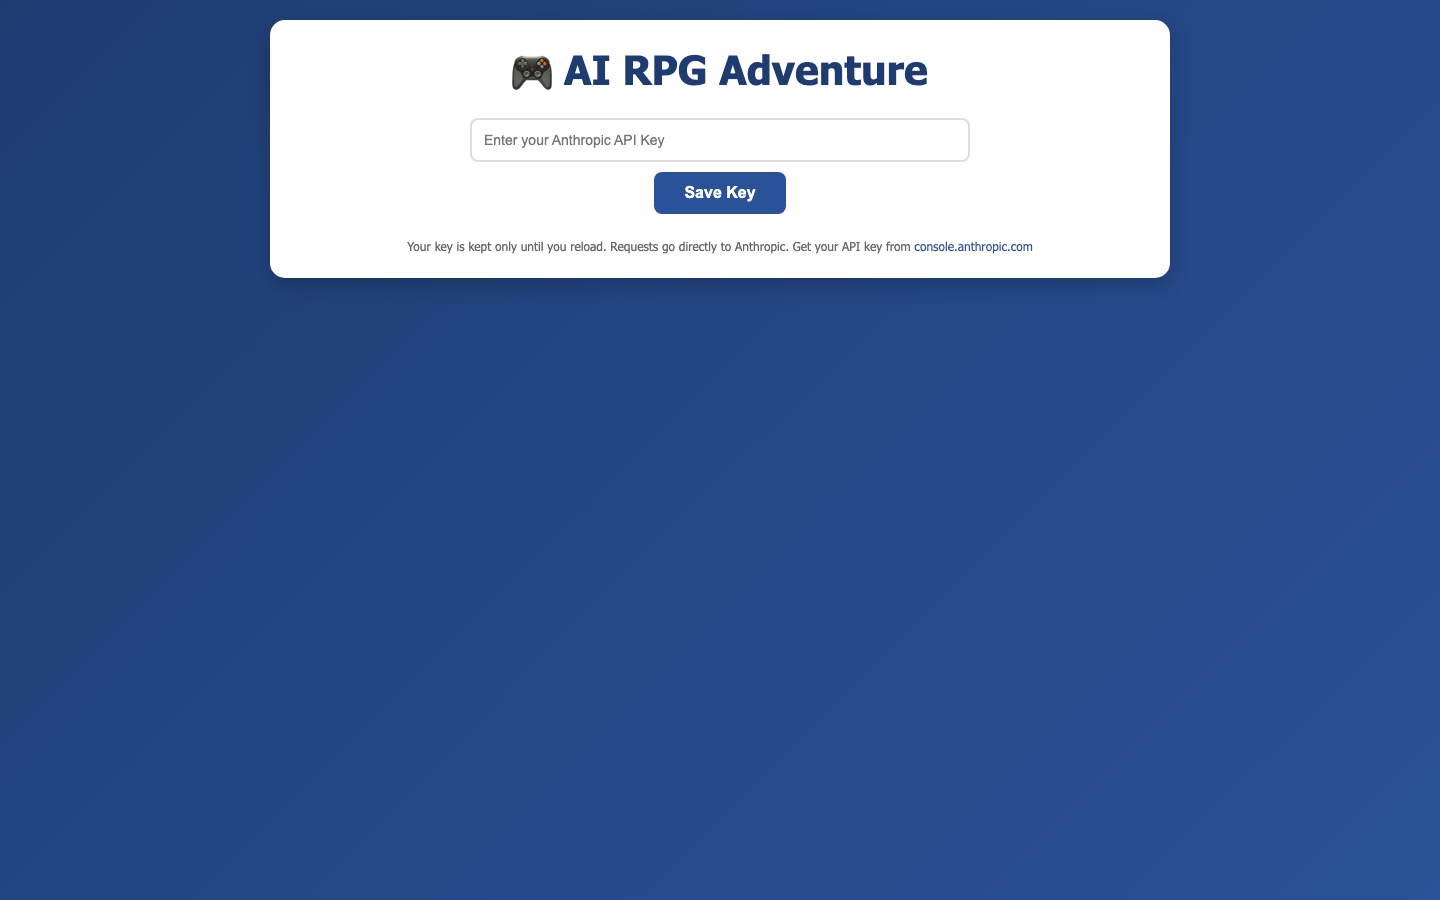 🎮 AI RPG Adventure
Enter your Anthropic API Key
Save Key
Your key is kept only until you reload. Requests go directly to Anthropic. Get your API key from console.anthropic.com